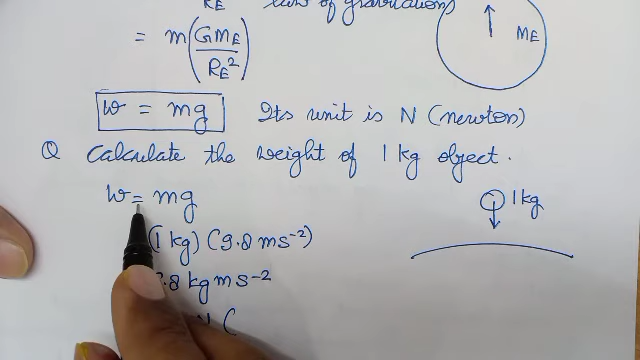 RE law of gravitation)
= m (GME / RE²) ME
W = mg Its unit is N (newton)
Q Calculate the weight of 1 kg object.
W = mg 1kg
(1 kg) (9.8 ms⁻²)
.8 kg m s⁻²
N (